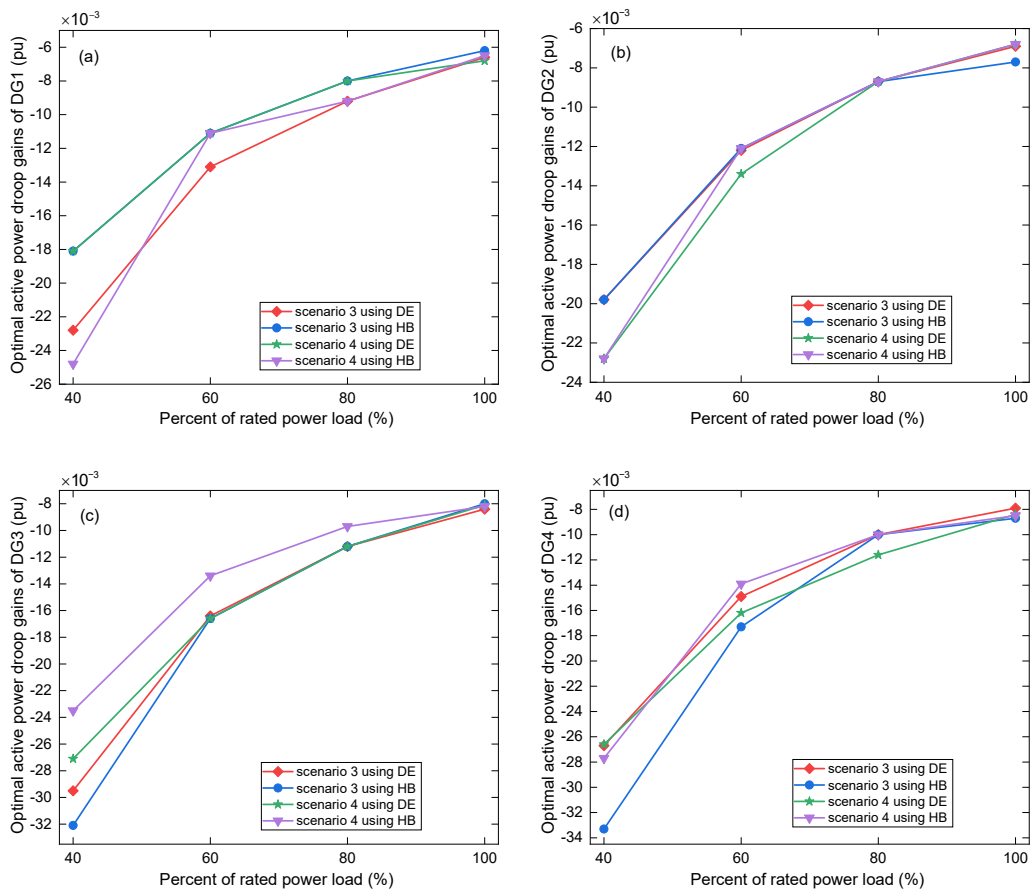 ×10⁻³
(a)
Optimal active power droop gains of DG1 (pu)
-6
-8
-10
-12
-14
-16
-18
-20
-22
-24
-26
40
60
80
100
Percent of rated power load (%)
scenario 3 using DE
scenario 3 using HB
scenario 4 using DE
scenario 4 using HB
×10⁻³
(b)
Optimal active power droop gains of DG2 (pu)
-6
-8
-10
-12
-14
-16
-18
-20
-22
-24
40
60
80
100
Percent of rated power load (%)
scenario 3 using DE
scenario 3 using HB
scenario 4 using DE
scenario 4 using HB
×10⁻³
(c)
Optimal active power droop gains of DG3 (pu)
-8
-10
-12
-14
-16
-18
-20
-22
-24
-26
-28
-30
-32
40
60
80
100
Percent of rated power load (%)
scenario 3 using DE
scenario 3 using HB
scenario 4 using DE
scenario 4 using HB
×10⁻³
(d)
Optimal active power droop gains of DG4 (pu)
-8
-10
-12
-14
-16
-18
-20
-22
-24
-26
-28
-30
-32
-34
40
60
80
100
Percent of rated power load (%)
scenario 3 using DE
scenario 3 using HB
scenario 4 using DE
scenario 4 using HB